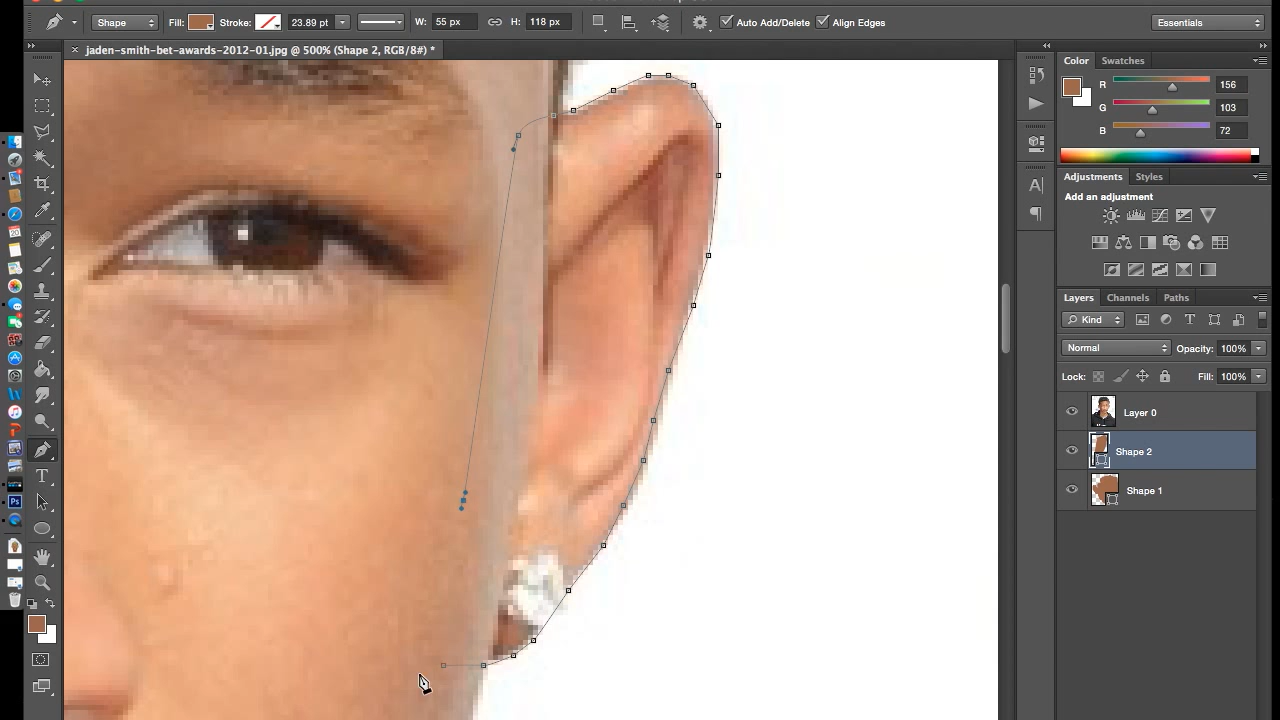 Shape Fill: Stroke: 23.89 pt W: 55 px H: 118 px Auto Add/Delete Align Edges Essentials
× jaden-smith-bet-awards-2012-01.jpg @ 500% (Shape 2, RGB/8#) *
Color Swatches
R 156
G 103
B 72
Adjustments Styles
Add an adjustment
Layers Channels Paths
Kind T
Normal Opacity: 100%
Lock: Fill: 100%
Layer 0
Shape 2
Shape 1
A
T
Ps
20